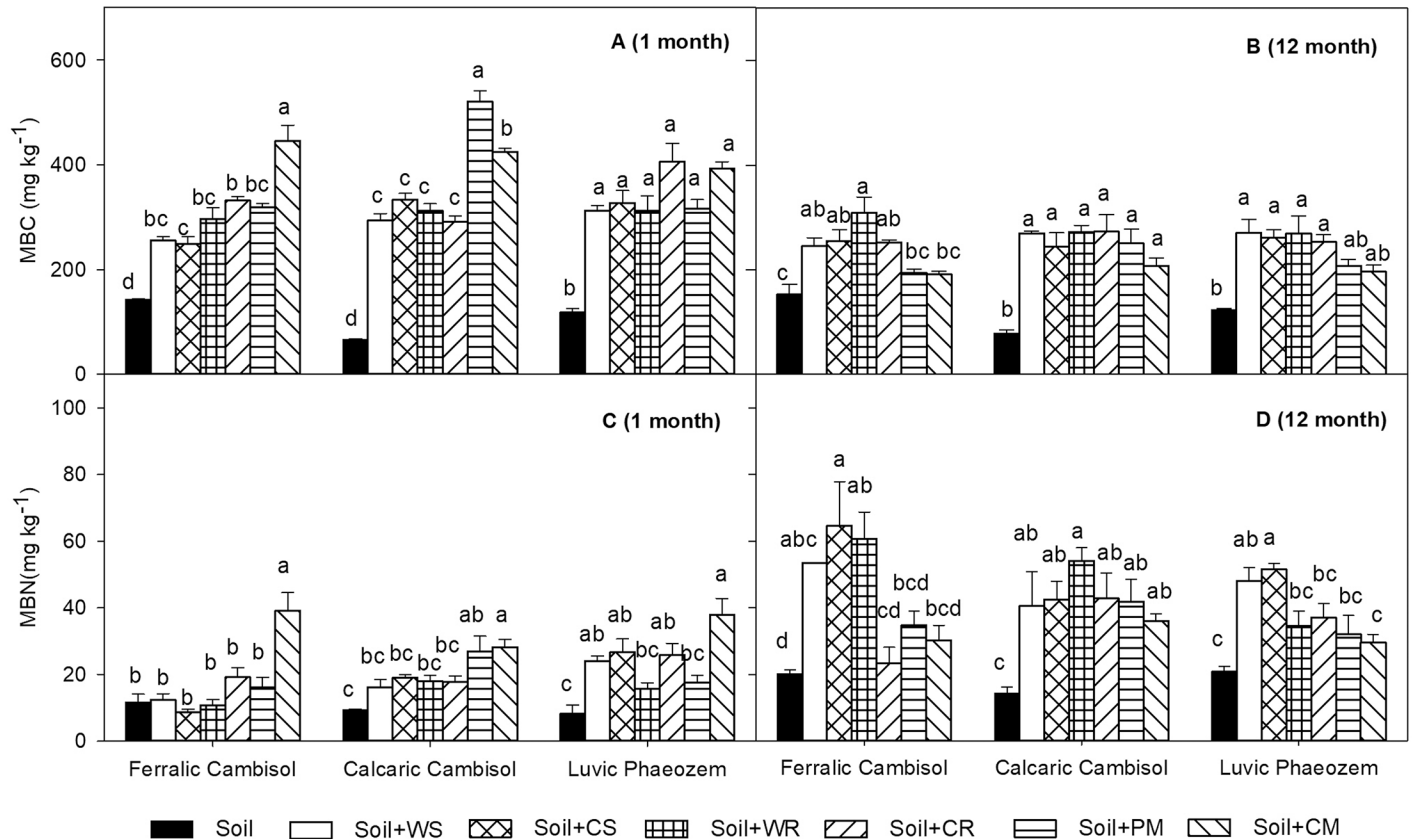 A (1 month)
B (12 month)
MBC (mg kg-1)
600
400
200
0
d bc c bc b bc a
d c c c c a b
b a a a a a a
c ab ab a ab bc bc
b a a a a a a
b a a a a ab ab
C (1 month)
D (12 month)
MBN(mg kg-1)
100
80
60
40
20
0
b b b b b b a
c bc bc bc bc ab a
c ab ab bc ab bc a
d abc a ab cd bcd bcd
c ab ab a ab ab ab
c ab a bc bc bc c
Ferralic Cambisol Calcaric Cambisol Luvic Phaeozem Ferralic Cambisol Calcaric Cambisol Luvic Phaeozem
Soil Soil+WS Soil+CS Soil+WR Soil+CR Soil+PM Soil+CM